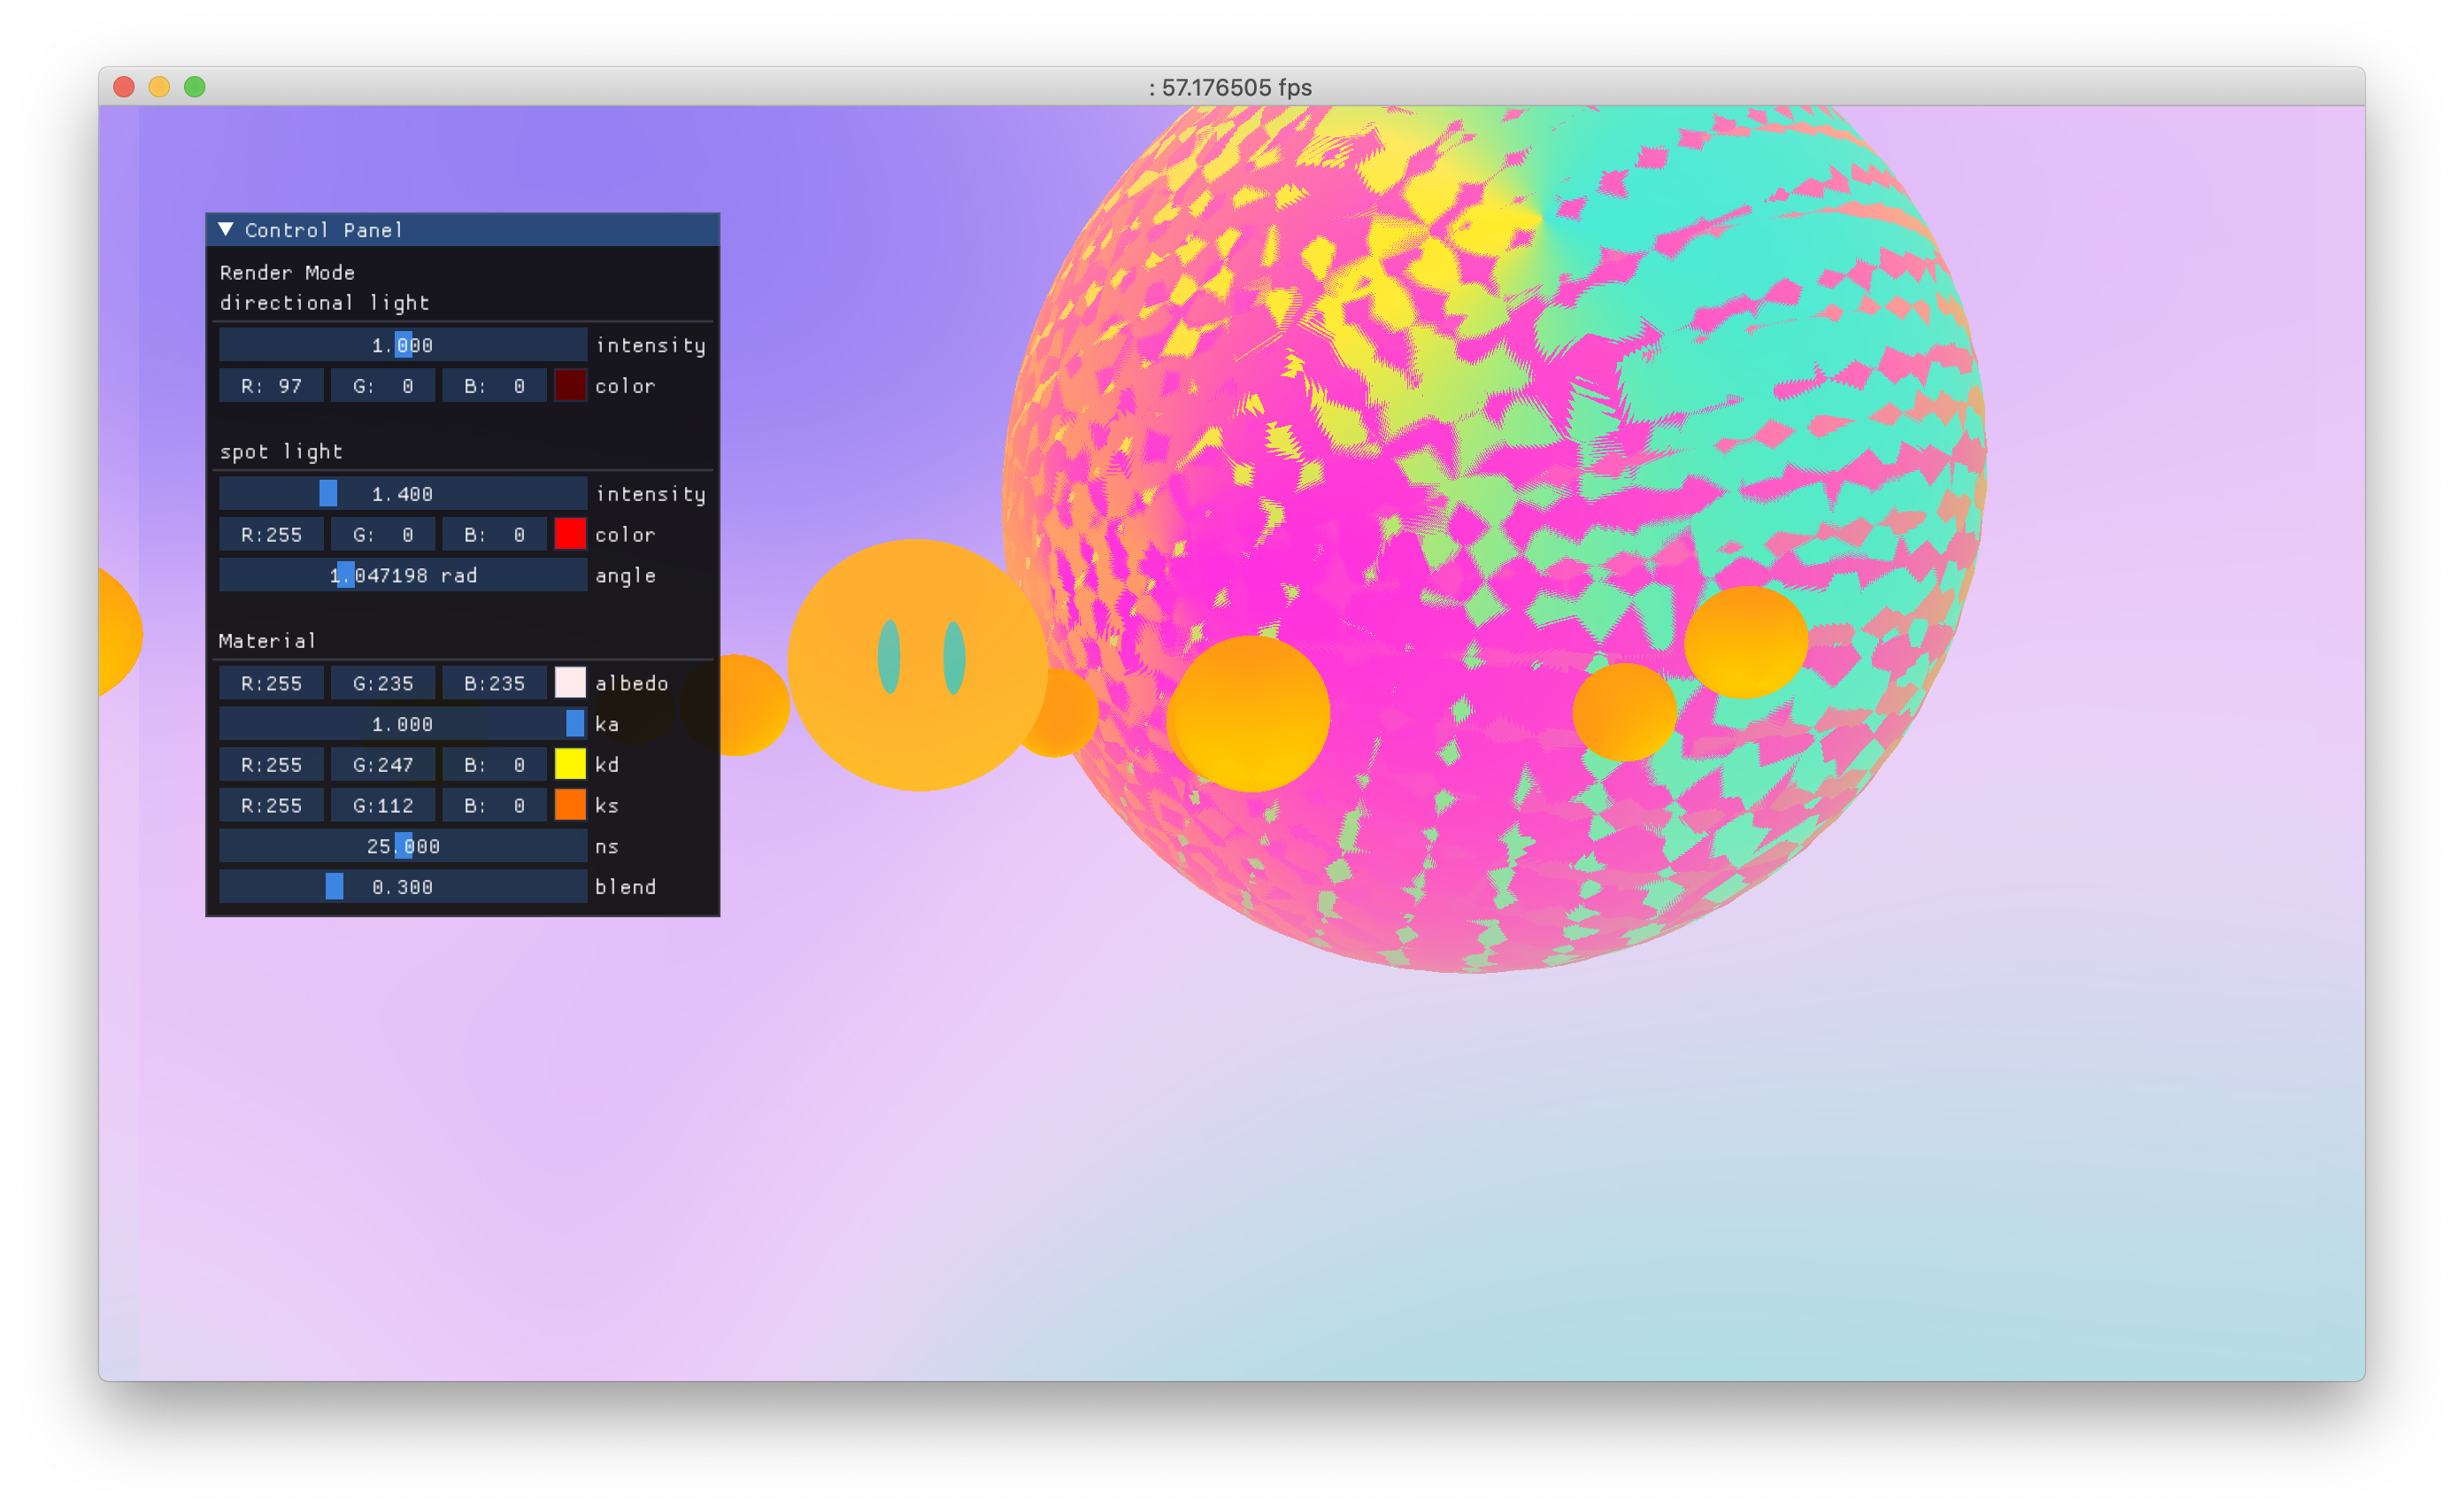 : 57.176505 fps
Control Panel
Render Mode
directional light
1.000 intensity
R: 97 G: 0 B: 0 color
spot light
1.400 intensity
R:255 G: 0 B: 0 color
1.047198 rad angle
Material
R:255 G:235 B:235 albedo
1.000 ka
R:255 G:247 B: 0 kd
R:255 G:112 B: 0 ks
25.000 ns
0.300 blend